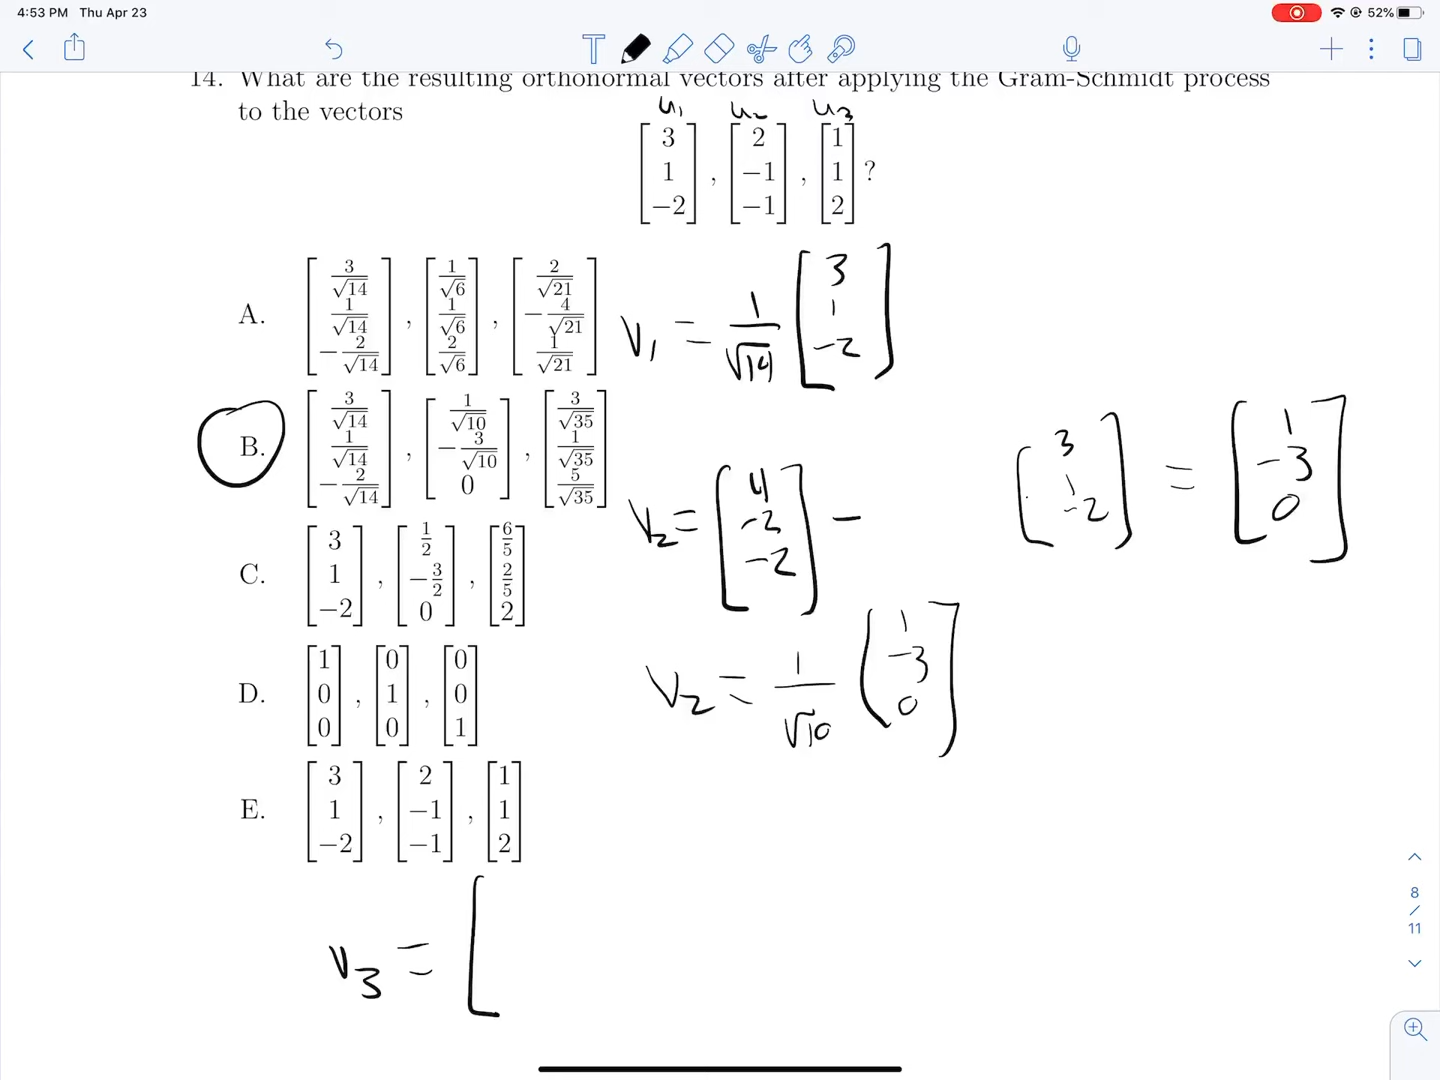 4:53 PM Thu Apr 23 52%
14. What are the resulting orthonormal vectors after applying the Gram-Schmidt process
to the vectors
u₁ u₂ u₃
[3 1 −2], [2 −1 −1], [1 1 2]?
A. [3/√14 1/√14 −2/√14], [1/√6 1/√6 2/√6], [2/√21 −4/√21 1/√21]
v₁ = 1/√14 [3 1 -2]
B. [3/√14 1/√14 −2/√14], [1/√10 −3/√10 0], [3/√35 1/√35 5/√35]
v₂ = [4 -2 -2] - [3 1 -2] = [1 -3 0]
C. [3 1 −2], [1/2 −3/2 0], [6/5 2/5 2]
D. [1 0 0], [0 1 0], [0 0 1]
v₂ = 1/√10 [1 -3 0]
E. [3 1 −2], [2 −1 −1], [1 1 2]
v₃ = [
8
/
11